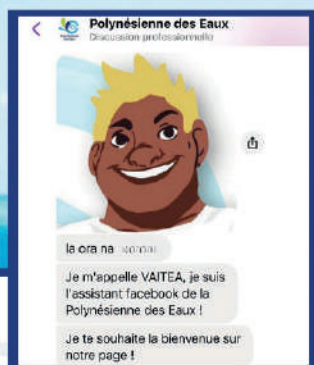 Polynésienne des Eaux
Discussion professionnelle
Ia ora na
Je m'appelle VAITEA, je suis
l'assistant facebook de la
Polynésienne des Eaux !
Je te souhaite la bienvenue sur
notre page !